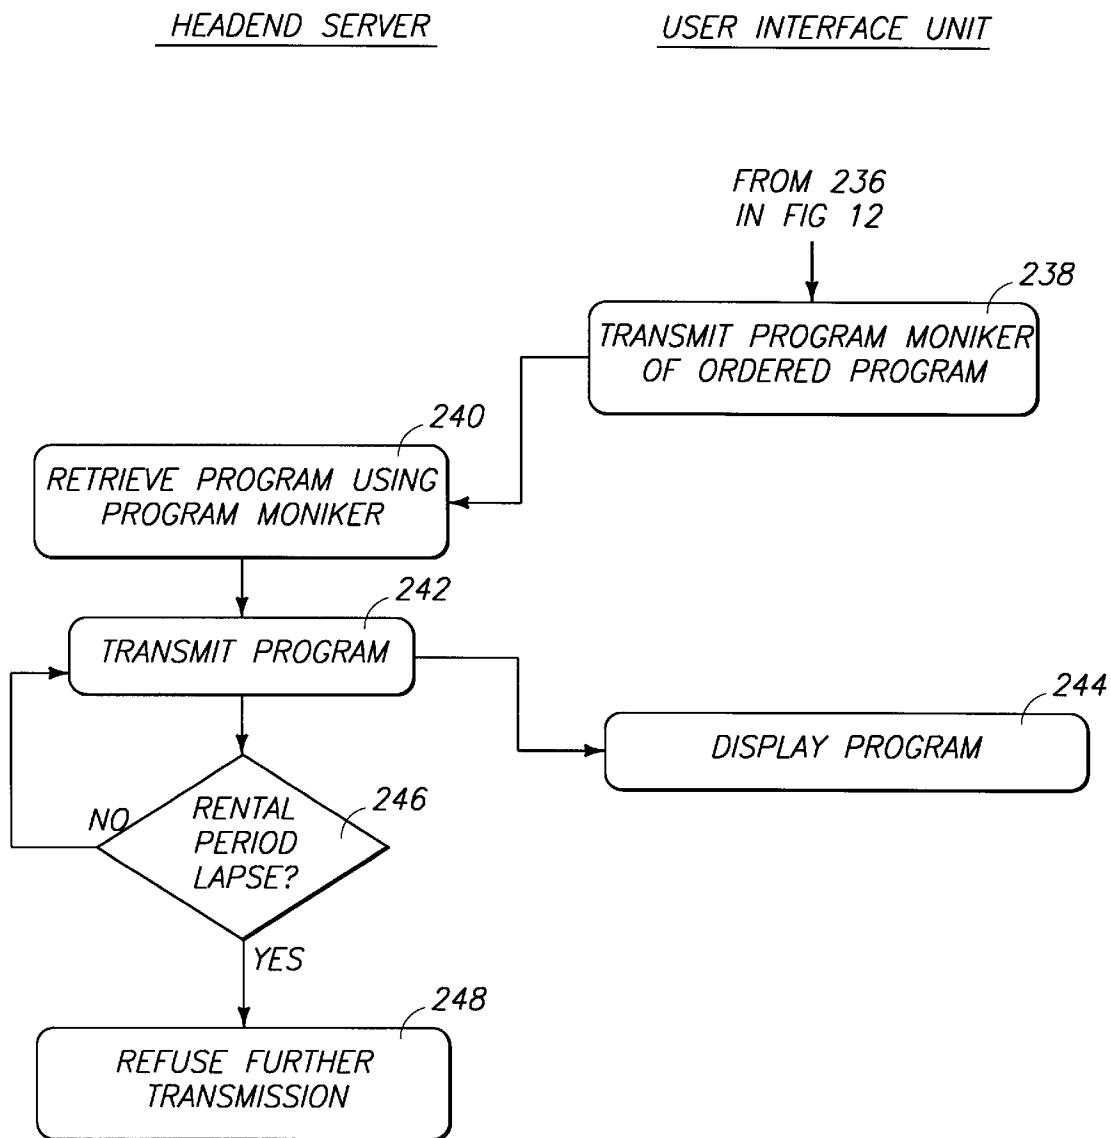 HEADEND SERVER
USER INTERFACE UNIT
FROM 236
IN FIG 12
238
TRANSMIT PROGRAM MONIKER
OF ORDERED PROGRAM
240
RETRIEVE PROGRAM USING
PROGRAM MONIKER
242
TRANSMIT PROGRAM
244
DISPLAY PROGRAM
246
NO
RENTAL
PERIOD
LAPSE?
YES
248
REFUSE FURTHER
TRANSMISSION